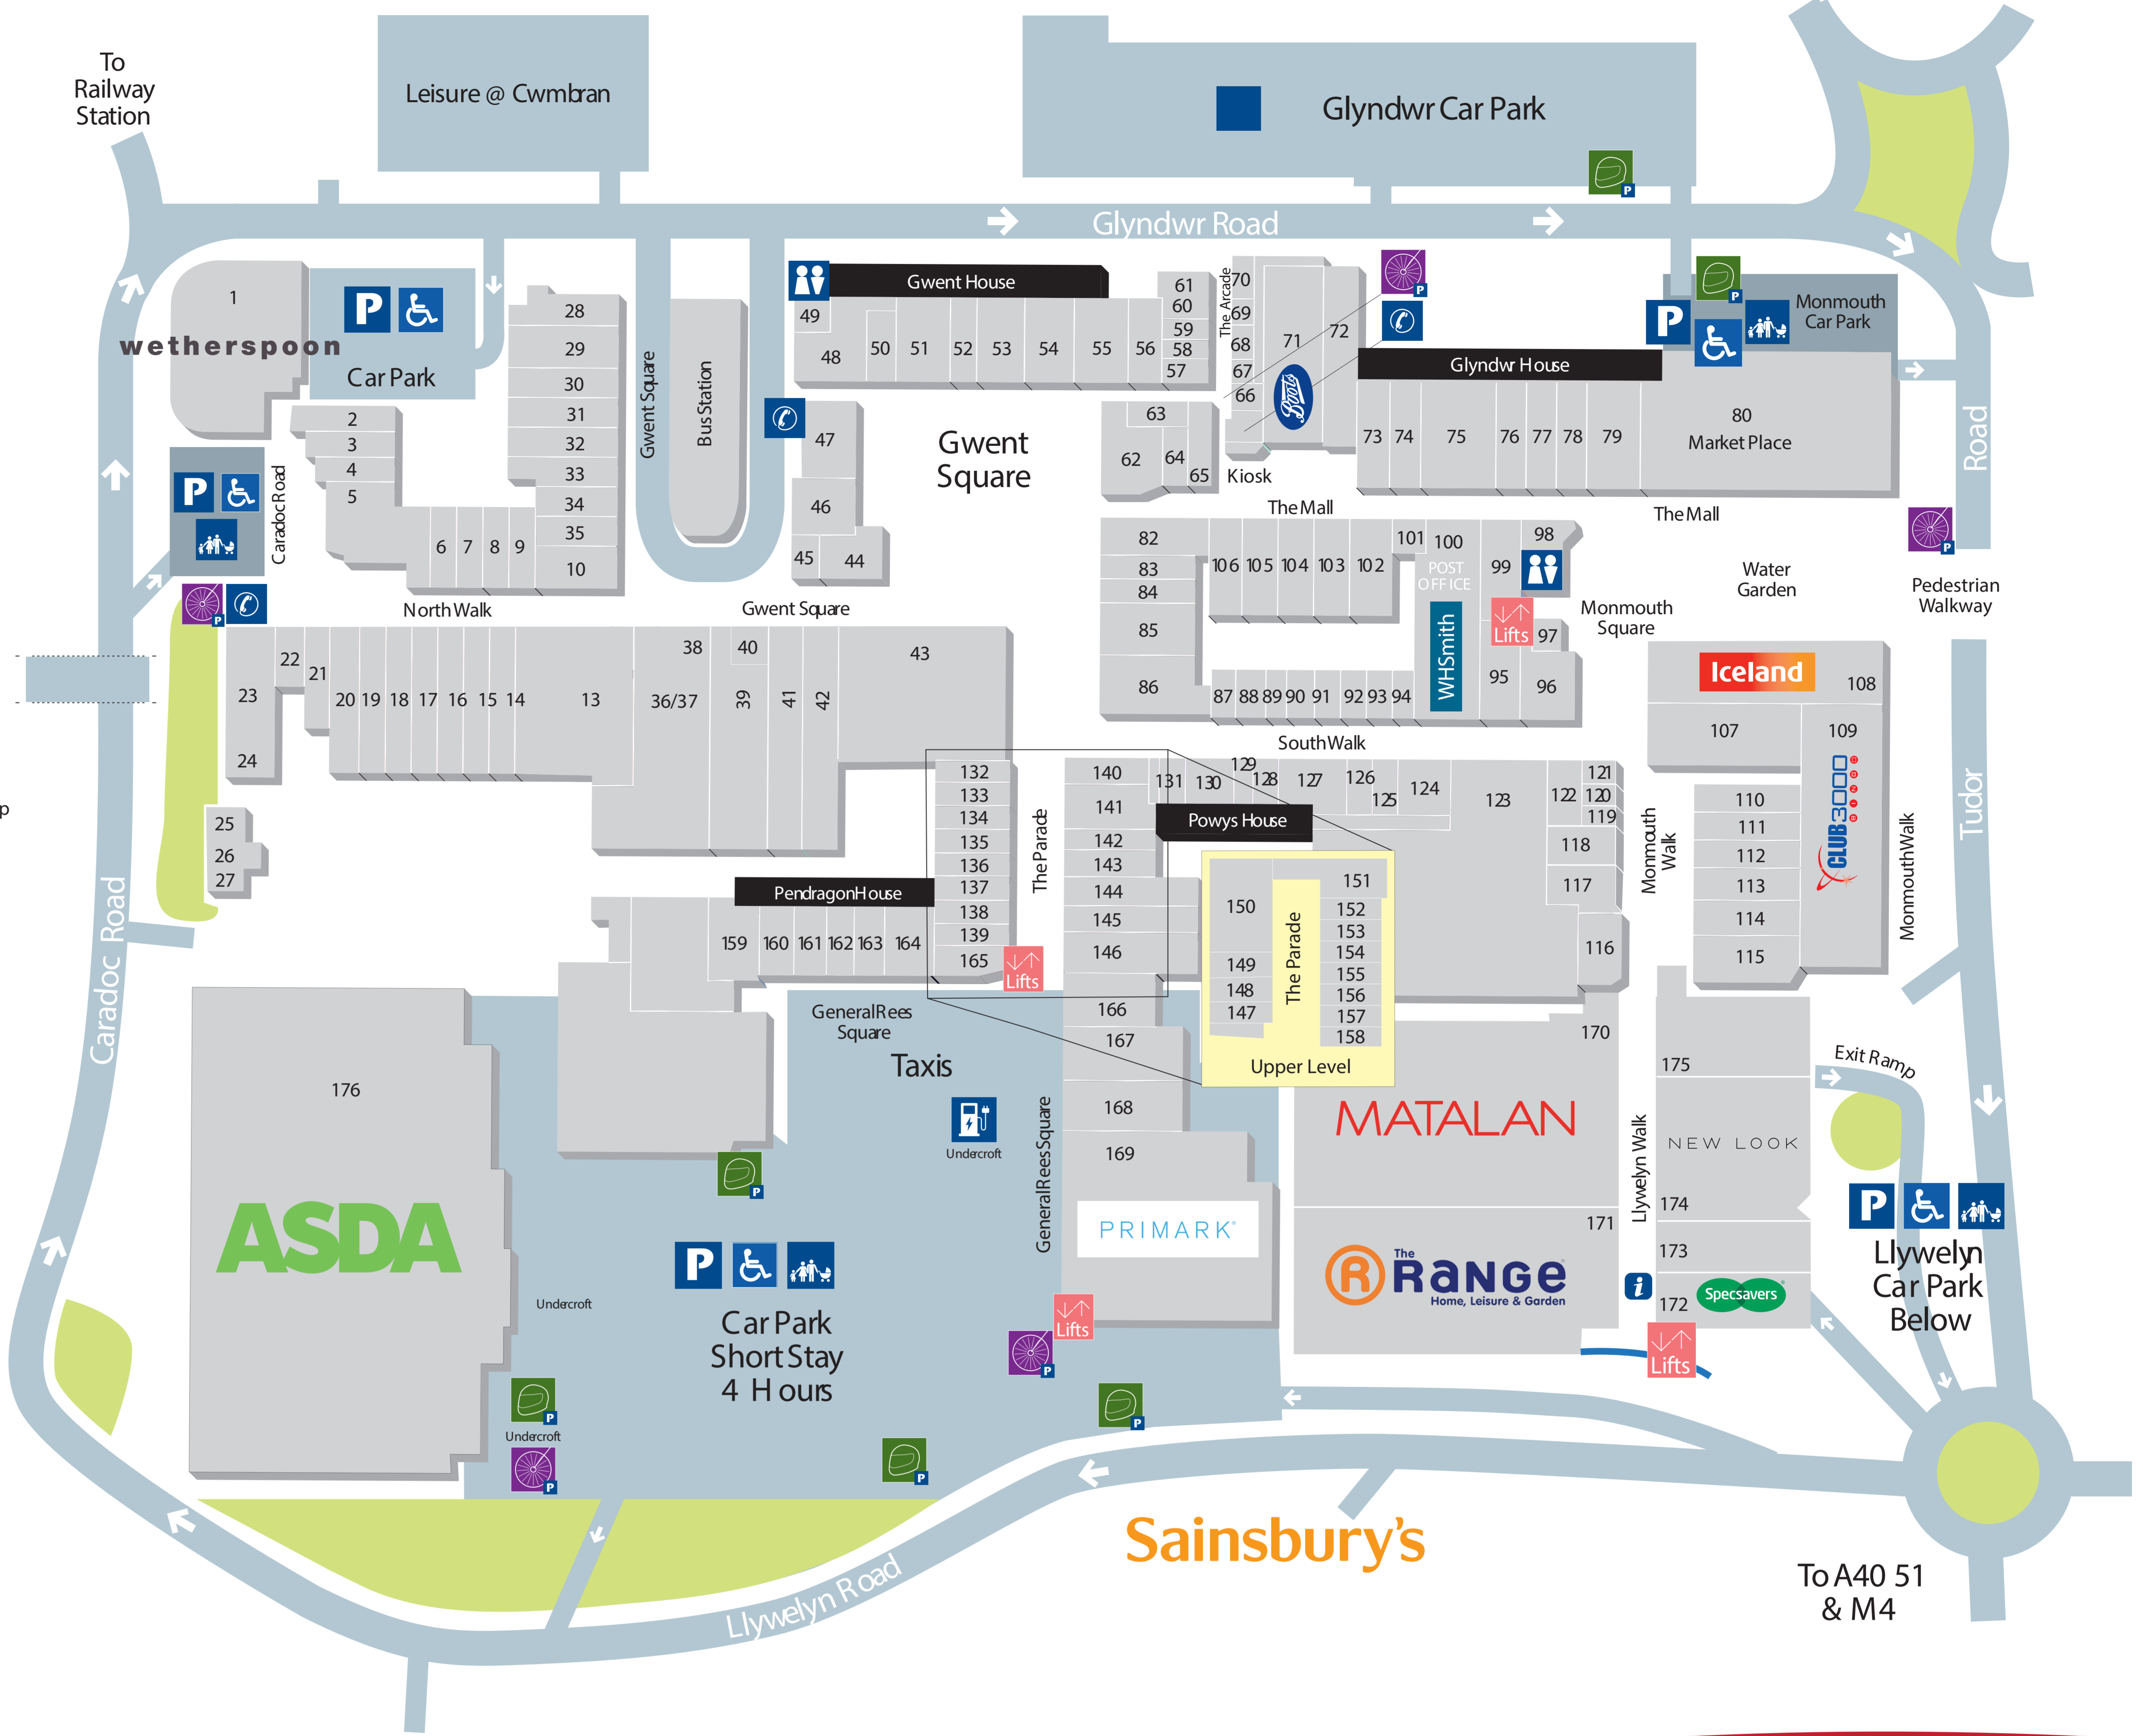 To
Railway
Station
Leisure @ Cwmbran
Glyndwr Car Park
P
Glyndwr Road
1
wetherspoon
P
Car Park
28
29
30
31
32
33
34
35
10
2
3
4
5
6 7 8 9
P
Caradoc Road
P
North Walk
Gwent Square
Bus Station
Gwent House
49
48
50 51 52 53 54 55 56
61
60
59
58
57
47
46
45 44
Gwent Square
Gwent
Square
The Arcade
70
69
68
67
66
71
72
Boots
P
63
62
64
65
Kiosk
The Mall
Glyndwr House
73 74 75 76 77 78 79
80
Market Place
P
P
Monmouth
Car Park
The Mall
Road
P
Water
Garden
Pedestrian
Walkway
22
21
23
24
20 19 18 17 16 15 14
13
38
36/37
40
39
41
42
43
25
26
27
82
83
84
85
86
106 105 104 103 102
101
100
POST
OFFICE
WHSmith
99
98
Lifts
97
95
96
Monmouth
Square
87 88 89 90 91 92 93 94
South Walk
Iceland
108
107
109
CLUB3000
BINGO
110
111
112
113
114
115
Monmouth
Walk
Monmouth Walk
Tudor
132
133
134
135
136
137
138
139
165
The Parade
140
141
142
143
144
145
146
131 130 129 128 127 126 125 124 123
122
121
120
119
118
117
116
Powys House
Pendragon House
159 160 161 162 163 164
Lifts
150
149
148
147
The Parade
151
152
153
154
155
156
157
158
Upper Level
General Rees
Square
Taxis
Undercroft
General Rees Square
166
167
168
169
PRIMARK
170
MATALAN
171
The
RANGE
Home, Leisure & Garden
Llywelyn Walk
175
NEW LOOK
174
173
i
172
Specsavers
Lifts
Exit Ramp
P
Llywelyn
Car Park
Below
Caradoc Road
176
ASDA
P
P
Car Park
Short Stay
4 Hours
Undercroft
P
Undercroft
P
Lifts
P
P
P
Llywelyn Road
Sainsbury's
To A40 51
& M4
p